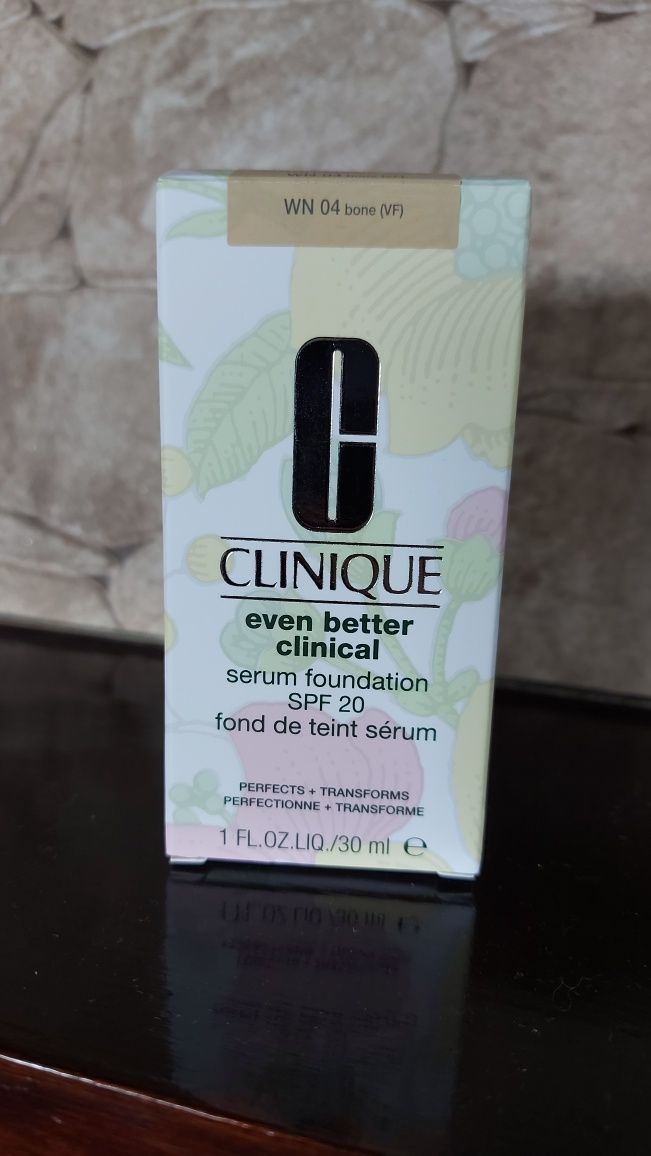 WN 04 bone (VF)
C
CLINIQUE
even better
clinical
serum foundation
SPF 20
fond de teint sérum
PERFECTS + TRANSFORMS
PERFECTIONNE + TRANSFORME
1 FL.OZ.LIQ./30 ml ℮